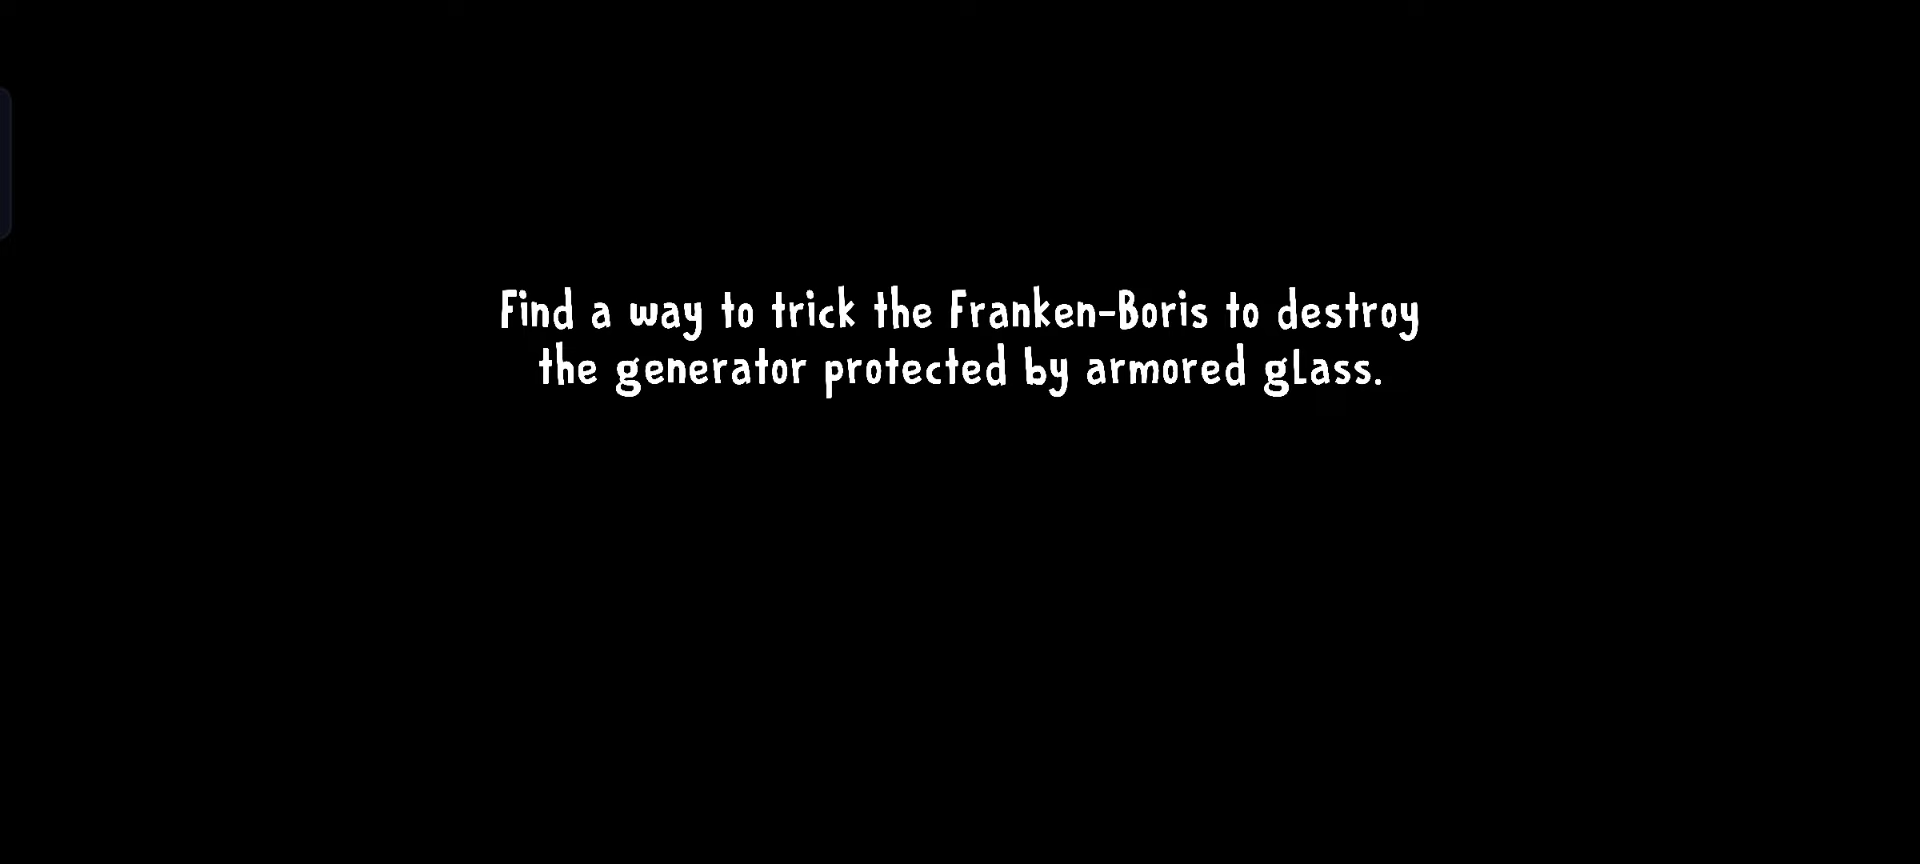 Find a way to trick the Franken-Boris to destroy
the generator protected by armored glass.